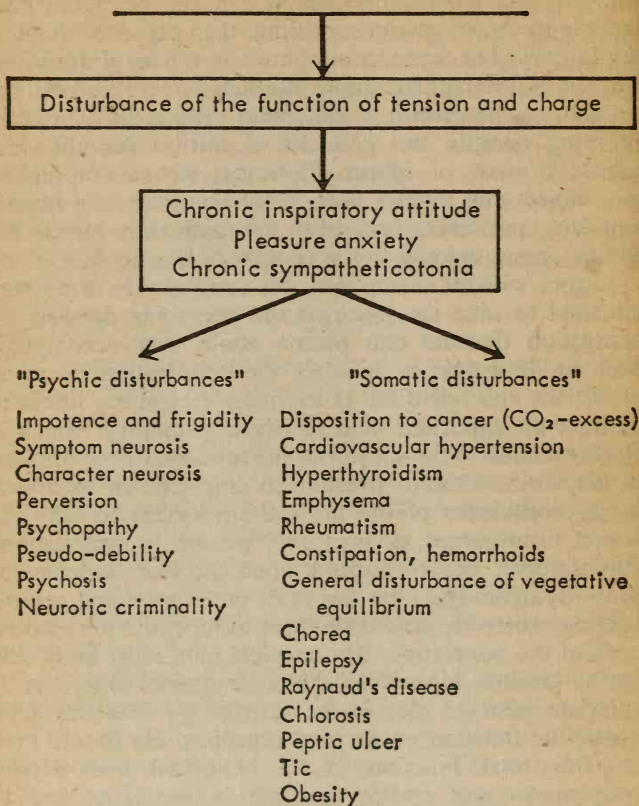 Disturbance of the function of tension and charge
Chronic inspiratory attitude
Pleasure anxiety
Chronic sympatheticotonia
"Psychic disturbances"
Impotence and frigidity
Symptom neurosis
Character neurosis
Perversion
Psychopathy
Pseudo-debility
Psychosis
Neurotic criminality
"Somatic disturbances"
Disposition to cancer (CO₂-excess)
Cardiovascular hypertension
Hyperthyroidism
Emphysema
Rheumatism
Constipation, hemorrhoids
General disturbance of vegetative
equilibrium
Chorea
Epilepsy
Raynaud's disease
Chlorosis
Peptic ulcer
Tic
Obesity